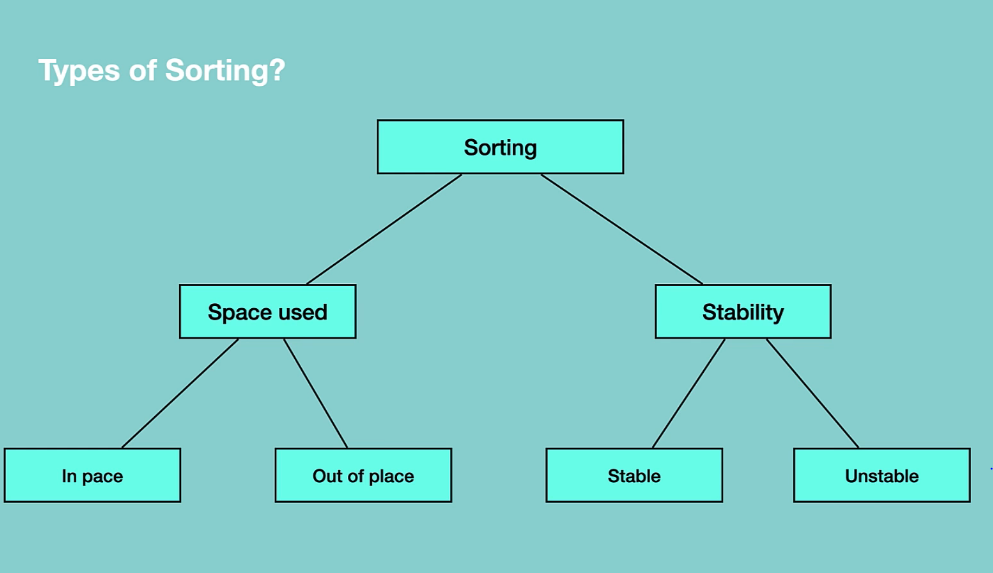 Types of Sorting?
Sorting
Space used
Stability
In pace
Out of place
Stable
Unstable